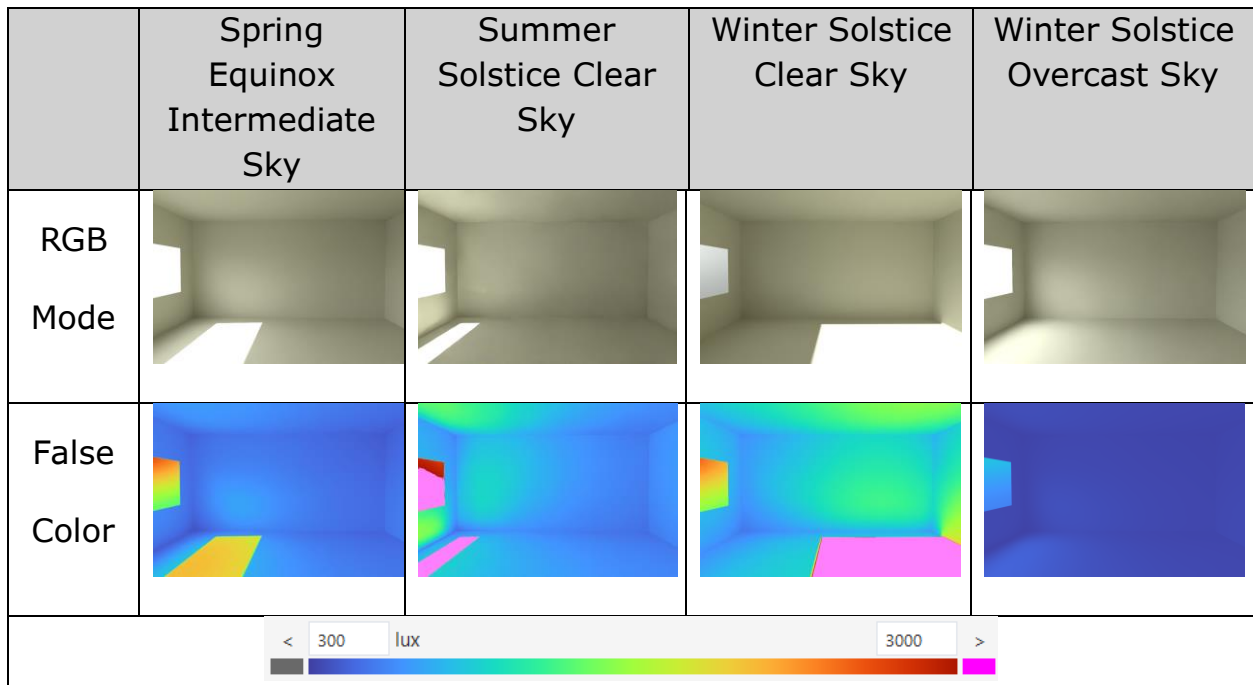 Spring
Equinox
Intermediate
Sky
Summer
Solstice Clear
Sky
Winter Solstice
Clear Sky
Winter Solstice
Overcast Sky
RGB
Mode
False
Color
< 300 lux 3000 >